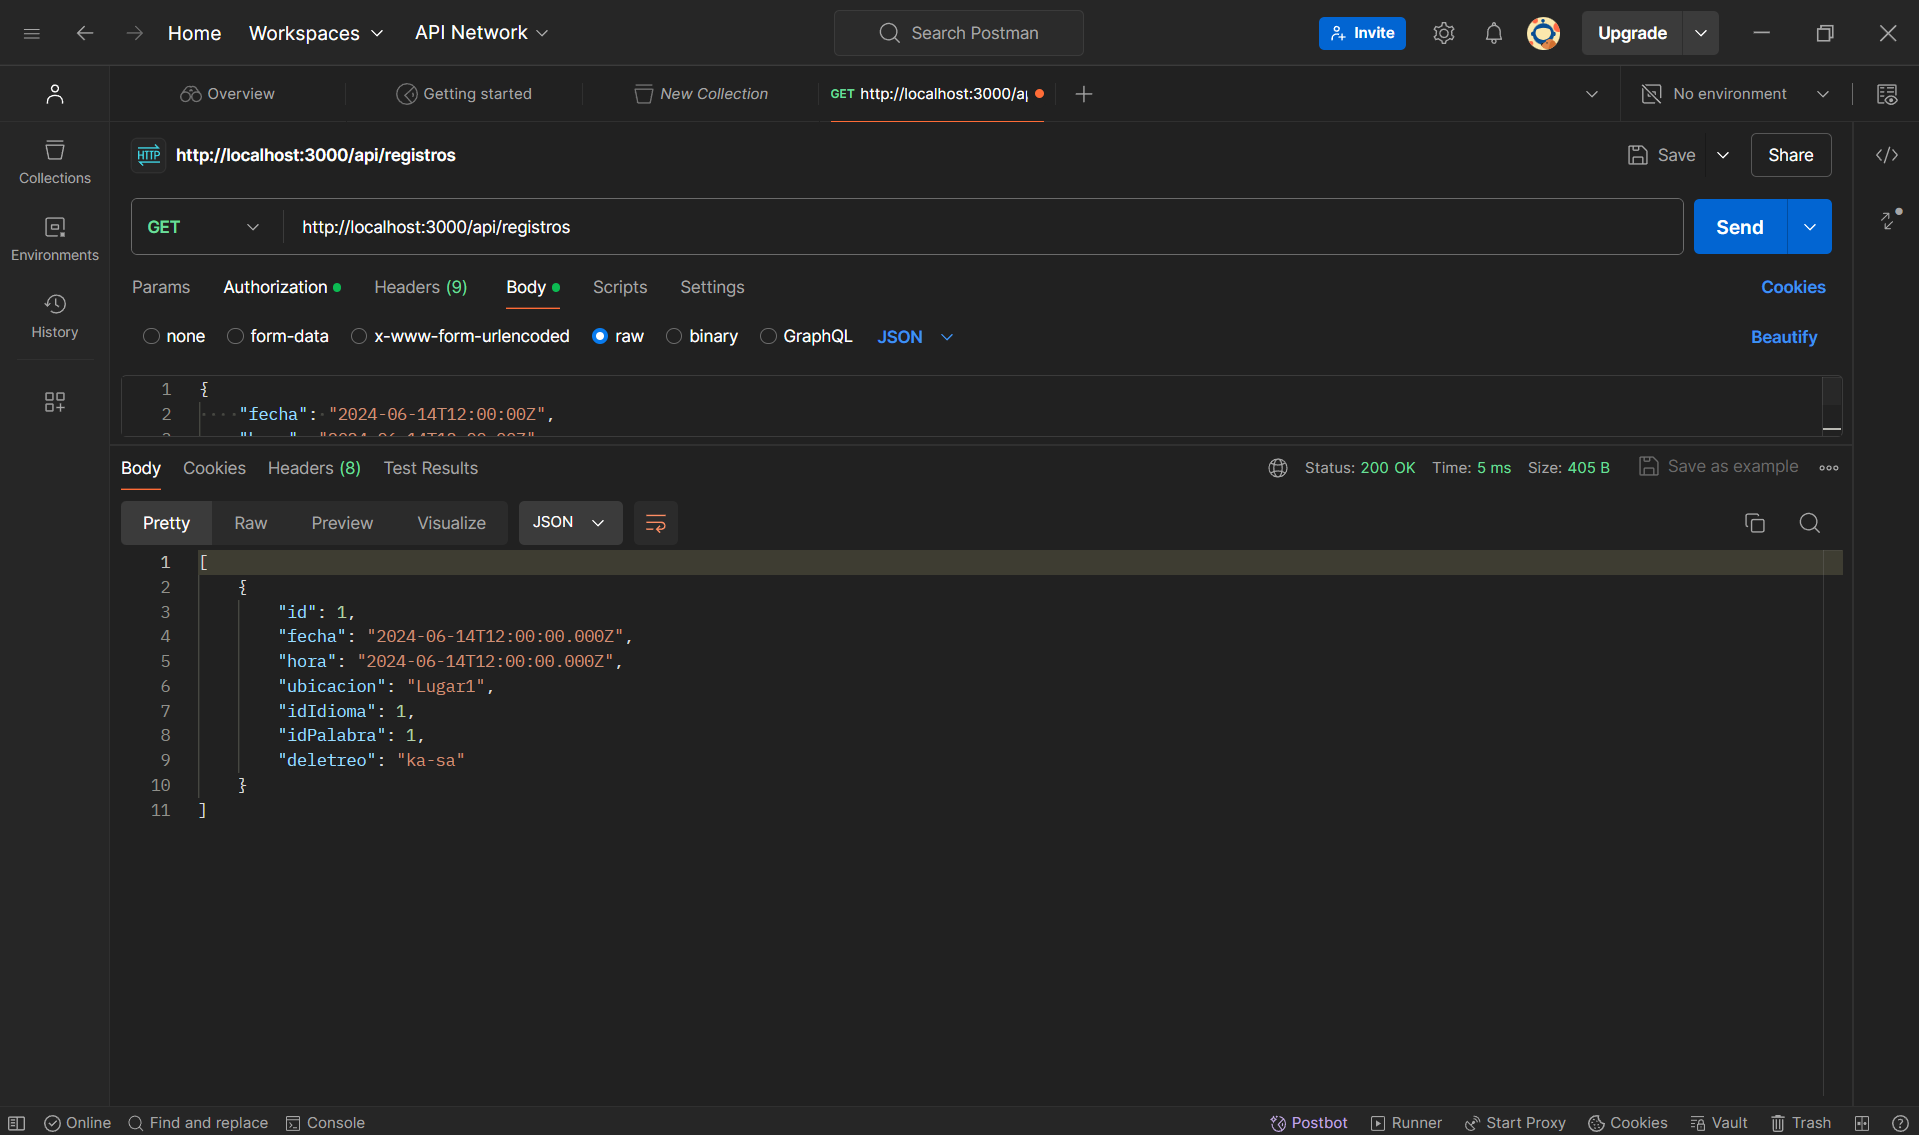 Home Workspaces API Network Search Postman Invite Upgrade
Overview Getting started New Collection GET http://localhost:3000/a No environment
HTTP http://localhost:3000/api/registros Save Share
GET http://localhost:3000/api/registros Send
Params Authorization Headers (9) Body Scripts Settings Cookies
none form-data x-www-form-urlencoded raw binary GraphQL JSON Beautify
Collections
Environments
History
1 {
2 "fecha": "2024-06-14T12:00:00Z",
Body Cookies Headers (8) Test Results Status: 200 OK Time: 5 ms Size: 405 B Save as example
Pretty Raw Preview Visualize JSON
1 [
2 {
3 "id": 1,
4 "fecha": "2024-06-14T12:00:00.000Z",
5 "hora": "2024-06-14T12:00:00.000Z",
6 "ubicacion": "Lugar1",
7 "idIdioma": 1,
8 "idPalabra": 1,
9 "deletreo": "ka-sa"
10 }
11 ]
Online Find and replace Console Postbot Runner Start Proxy Cookies Vault Trash